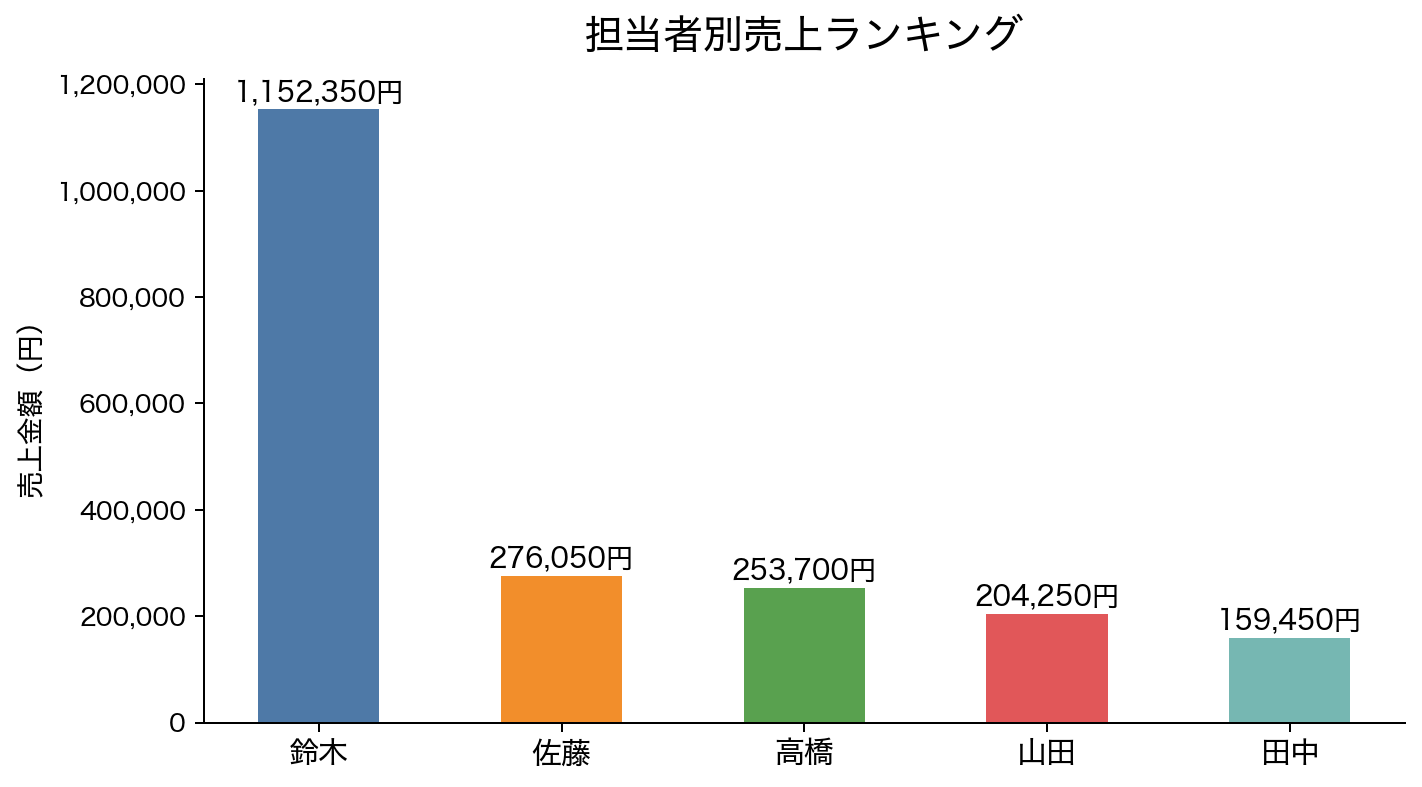 担当者別売上ランキング
売上金額（円）
1,200,000
1,000,000
800,000
600,000
400,000
200,000
0
1,152,350円
276,050円
253,700円
204,250円
159,450円
鈴木
佐藤
高橋
山田
田中